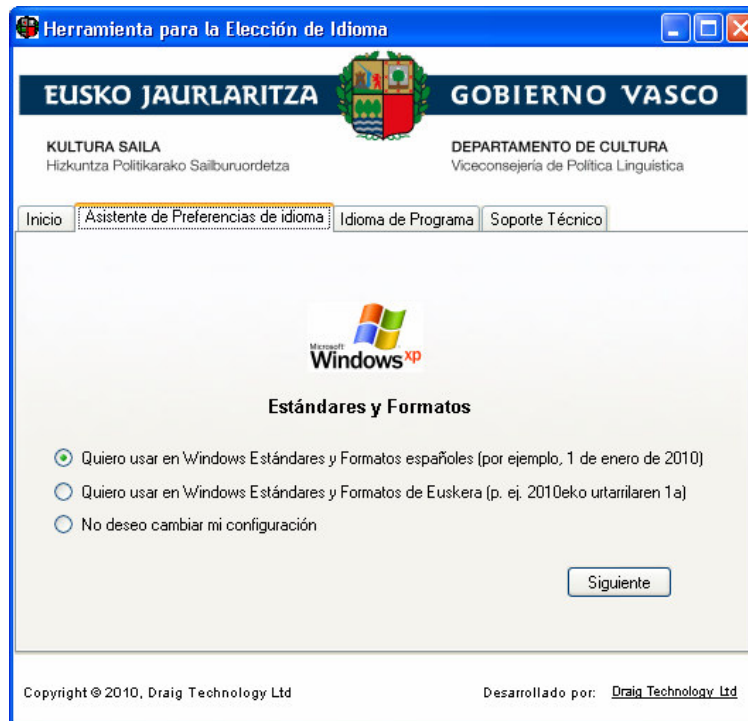 Herramienta para la Elección de Idioma
EUSKO JAURLARITZA
GOBIERNO VASCO
KULTURA SAILA
Hizkuntza Politikarako Sailburuordetza
DEPARTAMENTO DE CULTURA
Viceconsejería de Política Linguistica
Inicio
Asistente de Preferencias de idioma
Idioma de Programa
Soporte Técnico
Microsoft
Windows xp
Estándares y Formatos
Quiero usar en Windows Estándares y Formatos españoles (por ejemplo, 1 de enero de 2010)
Quiero usar en Windows Estándares y Formatos de Euskera (p. ej. 2010eko urtarrilaren 1a)
No deseo cambiar mi configuración
Siguiente
Copyright © 2010, Draig Technology Ltd
Desarrollado por: Draig Technology Ltd